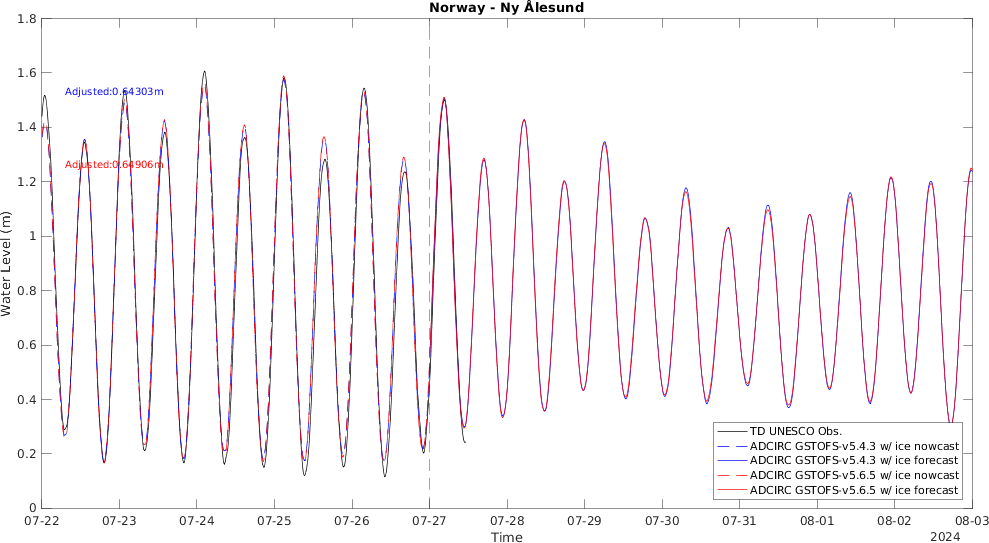 Norway - Ny Ålesund
Water Level (m)
1.8
1.6
1.4
1.2
1
0.8
0.6
0.4
0.2
0
Adjusted:0.64303m
Adjusted:0.64906m
TD UNESCO Obs.
ADCIRC GSTOFS-v5.4.3 w/ ice nowcast
ADCIRC GSTOFS-v5.4.3 w/ ice forecast
ADCIRC GSTOFS-v5.6.5 w/ ice nowcast
ADCIRC GSTOFS-v5.6.5 w/ ice forecast
07-22 07-23 07-24 07-25 07-26 07-27 07-28 07-29 07-30 07-31 08-01 08-02 08-03
Time
2024